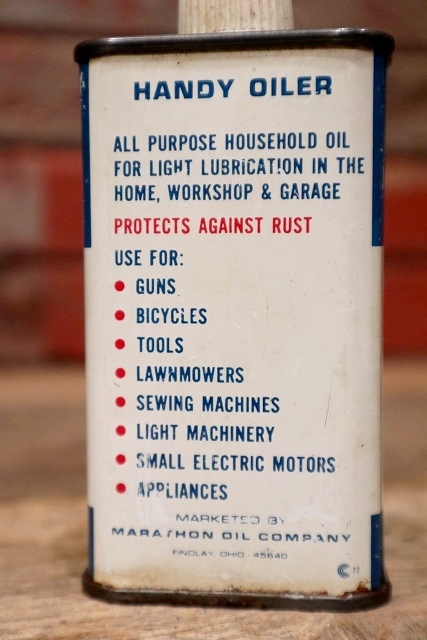 HANDY OILER
ALL PURPOSE HOUSEHOLD OIL
FOR LIGHT LUBRICATION IN THE
HOME, WORKSHOP & GARAGE
PROTECTS AGAINST RUST
USE FOR:
• GUNS
• BICYCLES
• TOOLS
• LAWNMOWERS
• SEWING MACHINES
• LIGHT MACHINERY
• SMALL ELECTRIC MOTORS
• APPLIANCES
MARKETED BY
MARATHON OIL COMPANY
FINDLAY, OHIO 45840
77